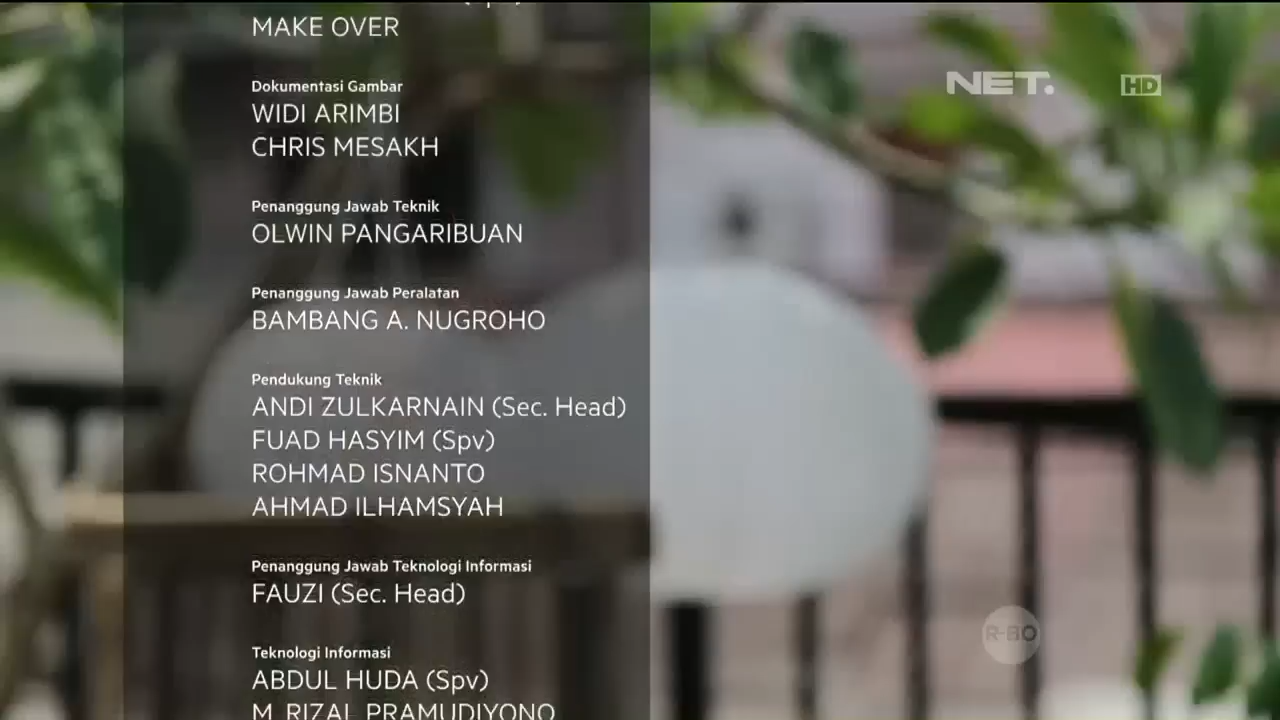 MAKE OVER
Dokumentasi Gambar
WIDI ARIMBI
CHRIS MESAKH
Penanggung Jawab Teknik
OLWIN PANGARIBUAN
Penanggung Jawab Peralatan
BAMBANG A. NUGROHO
Pendukung Teknik
ANDI ZULKARNAIN (Sec. Head)
FUAD HASYIM (Spv)
ROHMAD ISNANTO
AHMAD ILHAMSYAH
Penanggung Jawab Teknologi Informasi
FAUZI (Sec. Head)
Teknologi Informasi
ABDUL HUDA (Spv)
M. RIZAL PRAMUDIYONO
NET.
HD
R-BO